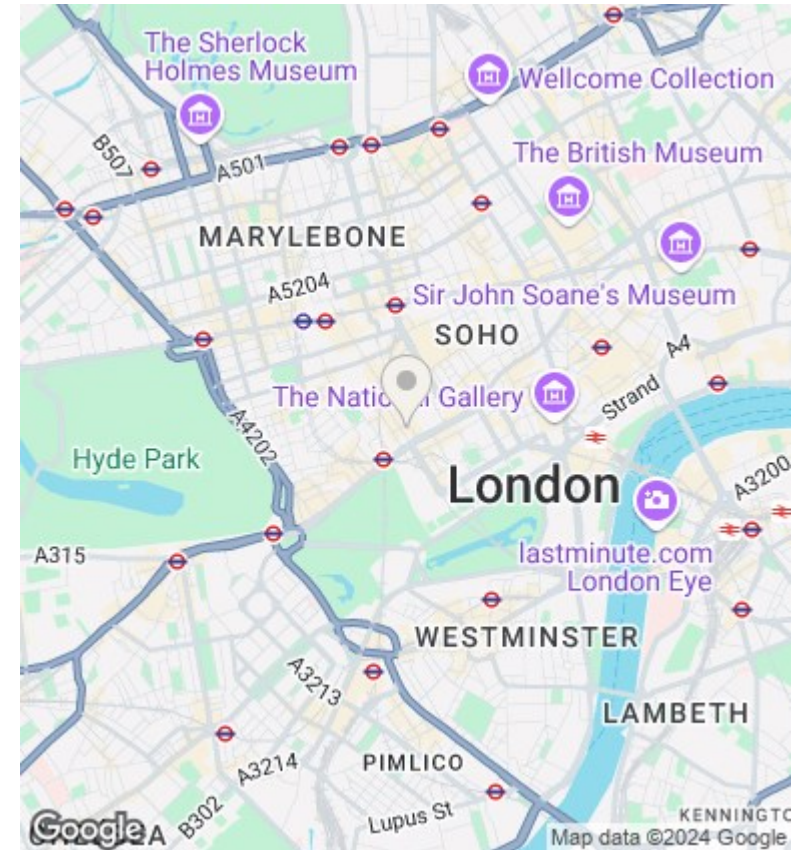 The Sherlock
Holmes Museum
Wellcome Collection
B507
A501
The British Museum
MARYLEBONE
A5204
Sir John Soane's Museum
SOHO
A4
The Nati l Gallery
Strand
A4202
Hyde Park
London
A3200
A315
lastminute.com
London Eye
WESTMINSTER
A3213
LAMBETH
A3214
PIMLICO
B302
Lupus St
KENNINGTO
Google
Map data ©2024 Google